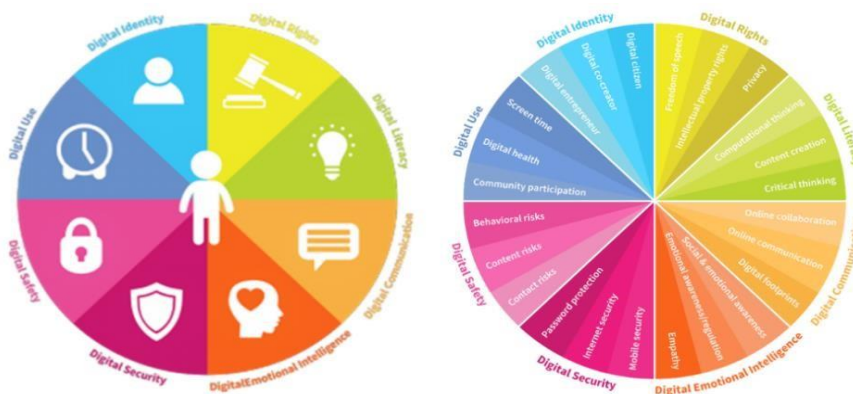 Digital Identity
Digital Rights
Digital Literacy
Digital Communication
DigitalEmotional Intelligence
Digital Security
Digital Safety
Digital Use
Digital Identity
Digital citizen
Digital co-creator
Digital entrepreneur
Digital Rights
Freedom of speech
Intellectual property rights
Privacy
Digital Literacy
Computational thinking
Content creation
Critical thinking
Digital Communi
Online collaboration
Online communication
Digital footprints
Digital Emotional Intelligence
Social & emotional awareness
Emotional awareness/regulation
Empathy
Digital Security
Mobile security
Internet security
Password protection
Digital Safety
Contact risks
Content risks
Behavioral risks
Digital Use
Community participation
Digital health
Screen time